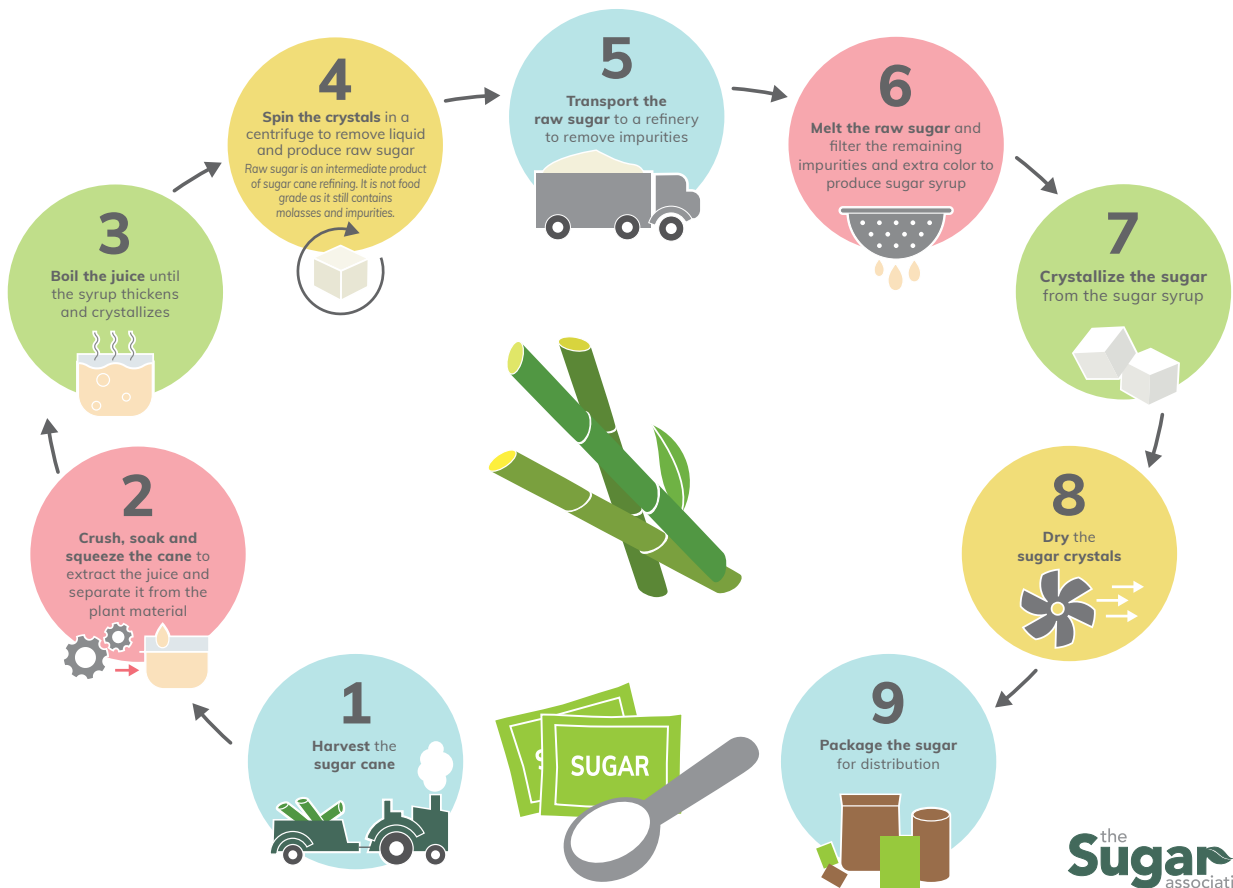 1
Harvest the
sugar cane
2
Crush, soak and
squeeze the cane to
extract the juice and
separate it from the
plant material
3
Boil the juice until
the syrup thickens
and crystallizes
4
Spin the crystals in a
centrifuge to remove liquid
and produce raw sugar
Raw sugar is an intermediate product
of sugar cane refining. It is not food
grade as it still contains
molasses and impurities.
5
Transport the
raw sugar to a refinery
to remove impurities
6
Melt the raw sugar and
filter the remaining
impurities and extra color to
produce sugar syrup
7
Crystallize the sugar
from the sugar syrup
8
Dry the
sugar crystals
9
Package the sugar
for distribution
S
SUGAR
the
Sugar
associati